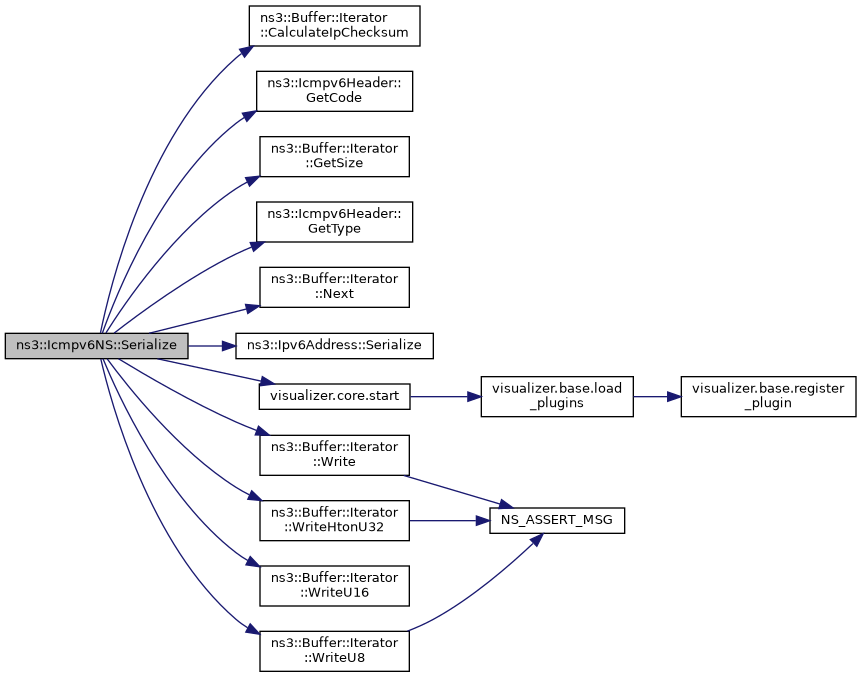 ns3::Buffer::Iterator
::CalculateIpChecksum
ns3::Icmpv6Header::
GetCode
ns3::Buffer::Iterator
::GetSize
ns3::Icmpv6Header::
GetType
ns3::Buffer::Iterator
::Next
ns3::Icmpv6NS::Serialize
ns3::Ipv6Address::Serialize
visualizer.core.start
visualizer.base.load
_plugins
visualizer.base.register
_plugin
ns3::Buffer::Iterator
::Write
ns3::Buffer::Iterator
::WriteHtonU32
NS_ASSERT_MSG
ns3::Buffer::Iterator
::WriteU16
ns3::Buffer::Iterator
::WriteU8